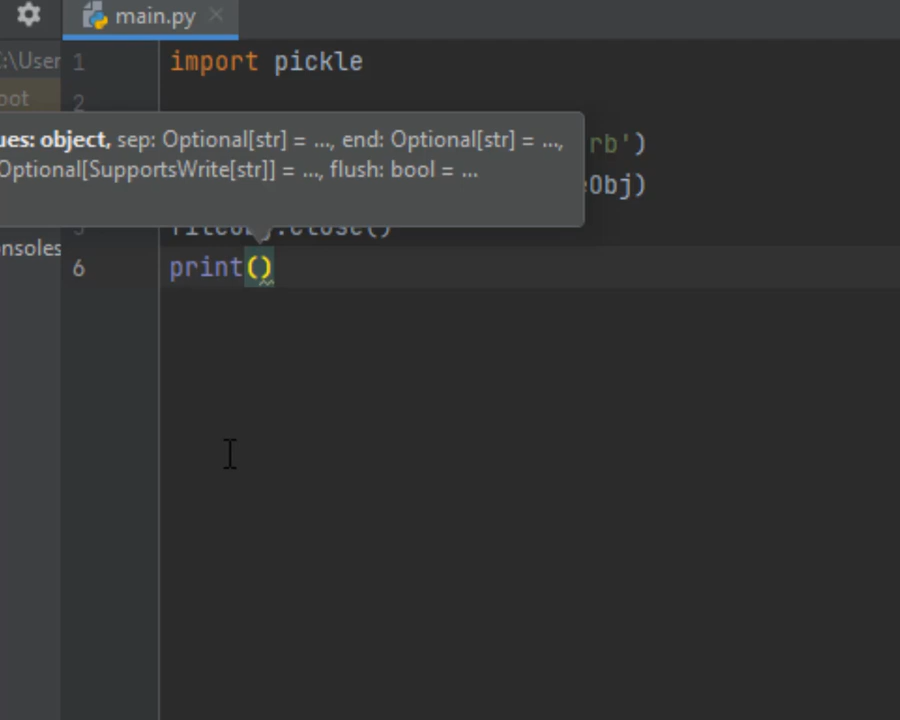 main.py
:\User
1
import pickle
2
oot
ues: object, sep: Optional[str] = ..., end: Optional[str] = ...,
rb')
Optional[SupportsWrite[str]] = ..., flush: bool = ...
Obj)
.close()
nsoles
6
print()